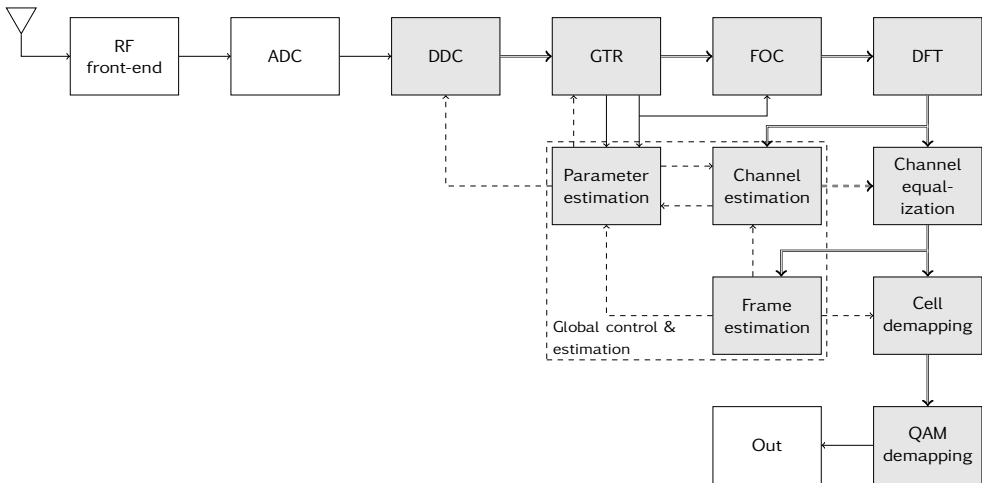 RF
front-end
ADC
DDC
GTR
FOC
DFT
Parameter
estimation
Channel
estimation
Channel
equal-
ization
Frame
estimation
Cell
demapping
Global control &
estimation
Out
QAM
demapping